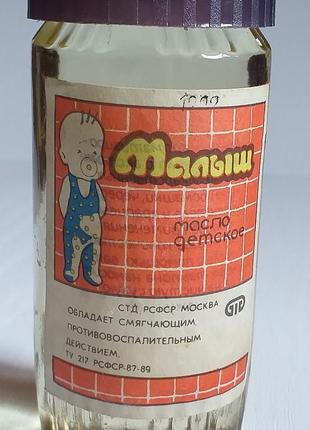 Малыш
масло
детское
СТД РСФСР МОСКВА
ОБЛАДАЕТ СМЯГЧАЮЩИМ,
ПРОТИВОВОСПАЛИТЕЛЬНЫМ
ДЕЙСТВИЕМ.
ТУ 217 РСФСР-87-89